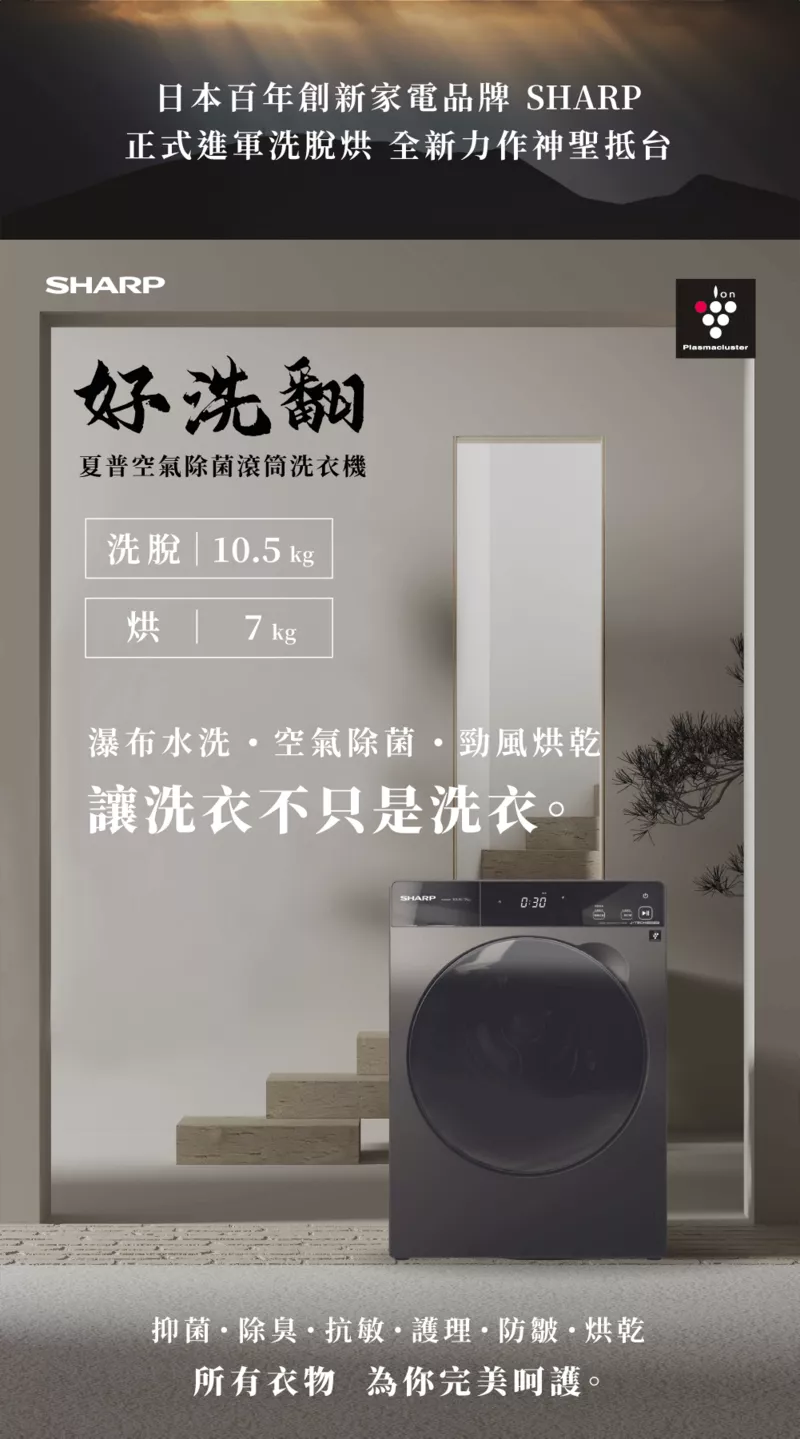 日本百年創新家電品牌 SHARP
正式進軍洗脫烘 全新力作神聖抵台
SHARP
Ion
Plasmacluster
好洗翻
夏普空氣除菌滾筒洗衣機
洗脫 | 10.5 kg
烘 | 7 kg
瀑布水洗・空氣除菌・勁風烘乾
讓洗衣不只是洗衣。
SHARP
0:30
抑菌・除臭・抗敏・護理・防皺・烘乾
所有衣物 為你完美呵護。